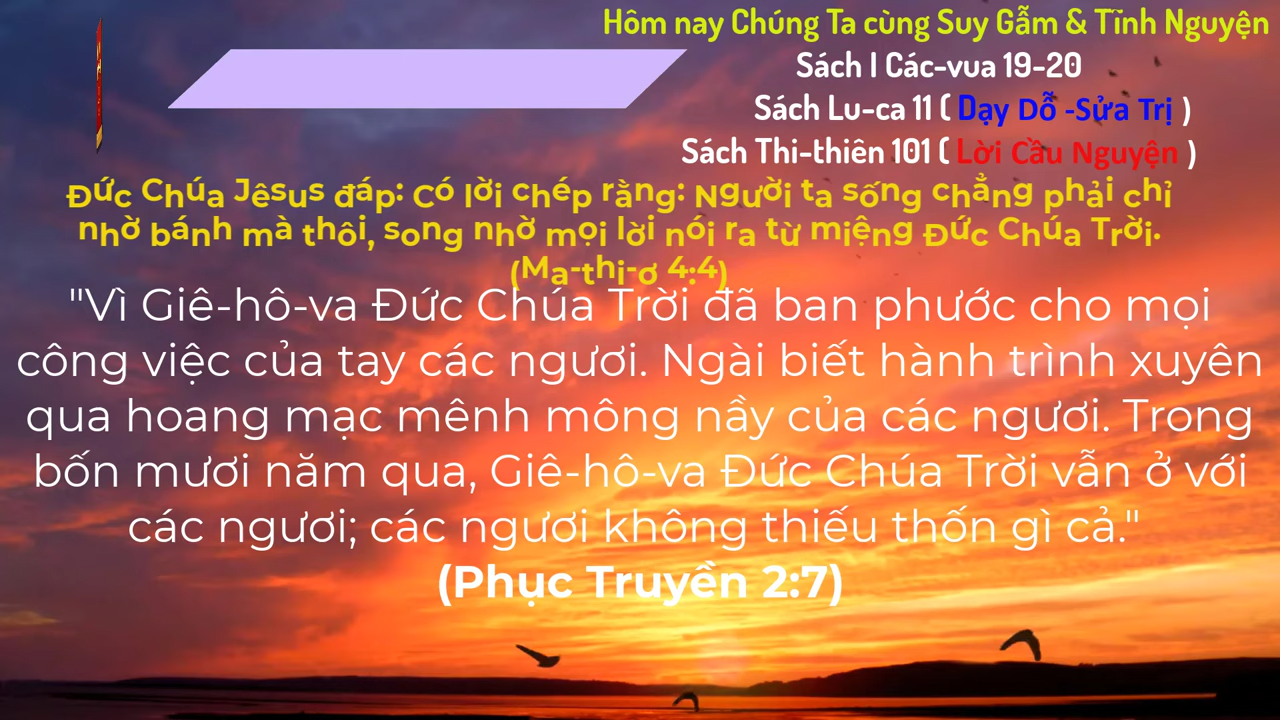 Hôm nay Chúng Ta cùng Suy Gẫm & Tĩnh Nguyện
Sách I Các-vua 19-20
Sách Lu-ca 11 ( Dạy Dỗ -Sửa Trị )
Sách Thi-thiên 101 ( Lời Cầu Nguyện )
Đức Chúa Jêsus đáp: Có lời chép rằng: Người ta sống chẳng phải chỉ
nhờ bánh mà thôi, song nhờ mọi lời nói ra từ miệng Đức Chúa Trời.
(Ma-thi-ơ 4:4)
"Vì Giê-hô-va Đức Chúa Trời đã ban phước cho mọi
công việc của tay các ngươi. Ngài biết hành trình xuyên
qua hoang mạc mênh mông nầy của các ngươi. Trong
bốn mươi năm qua, Giê-hô-va Đức Chúa Trời vẫn ở với
các ngươi; các ngươi không thiếu thốn gì cả."
(Phục Truyền 2:7)